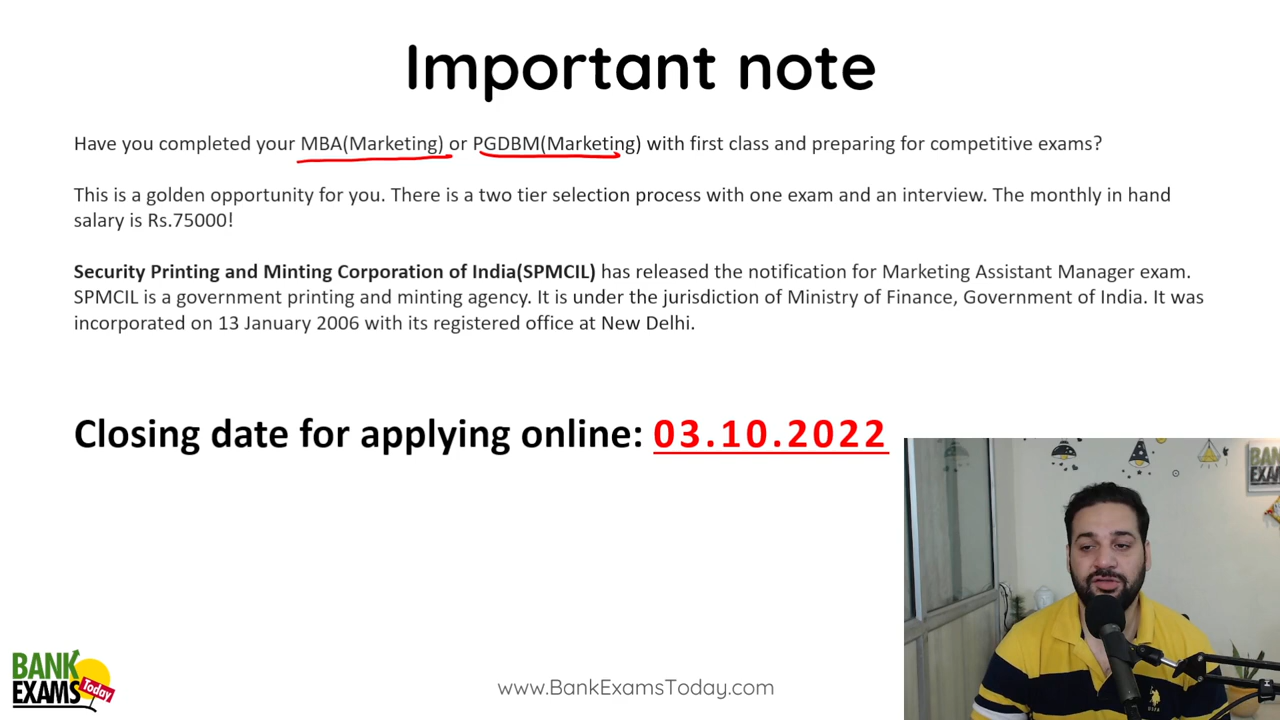 Important note
Have you completed your MBA(Marketing) or PGDBM(Marketing) with first class and preparing for competitive exams?
This is a golden opportunity for you. There is a two tier selection process with one exam and an interview. The monthly in hand
salary is Rs.75000!
Security Printing and Minting Corporation of India(SPMCIL) has released the notification for Marketing Assistant Manager exam.
SPMCIL is a government printing and minting agency. It is under the jurisdiction of Ministry of Finance, Government of India. It was
incorporated on 13 January 2006 with its registered office at New Delhi.
Closing date for applying online: 03.10.2022
BANK
EXAM
BANK
EXAMS
Today
www.BankExamsToday.com